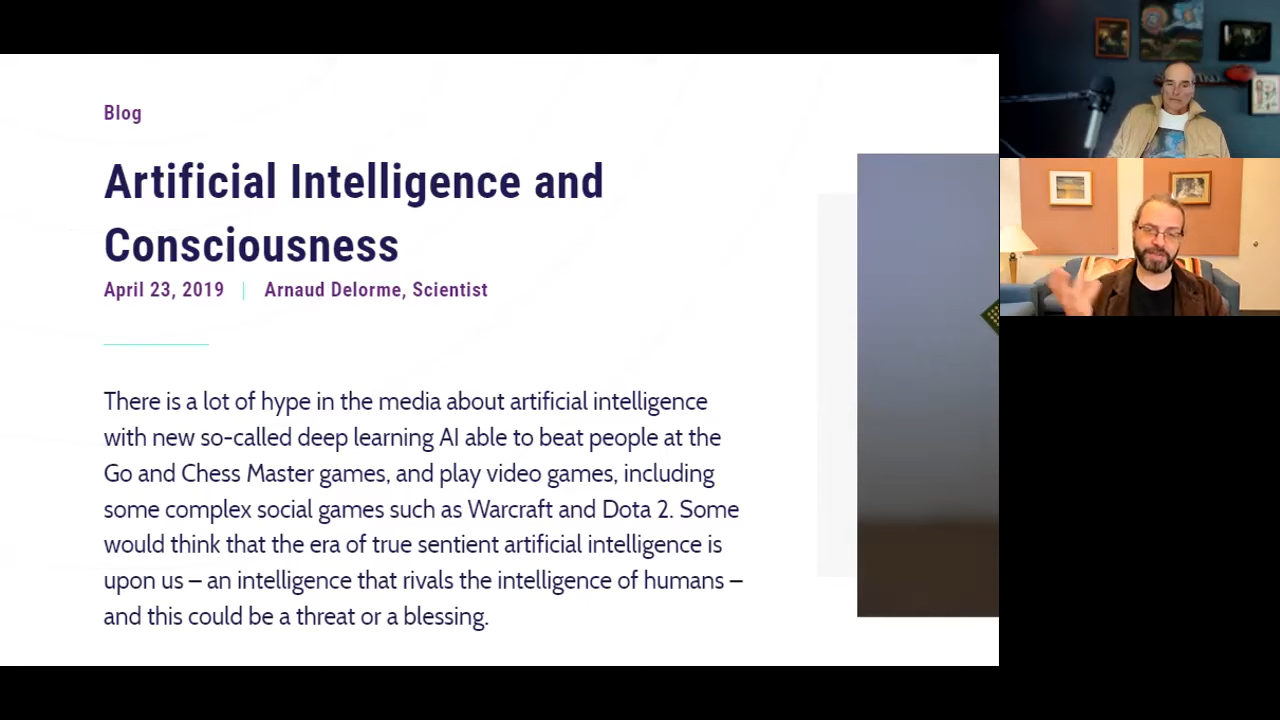 Blog
Artificial Intelligence and
Consciousness
April 23, 2019 | Arnaud Delorme, Scientist
There is a lot of hype in the media about artificial intelligence
with new so-called deep learning AI able to beat people at the
Go and Chess Master games, and play video games, including
some complex social games such as Warcraft and Dota 2. Some
would think that the era of true sentient artificial intelligence is
upon us – an intelligence that rivals the intelligence of humans –
and this could be a threat or a blessing.